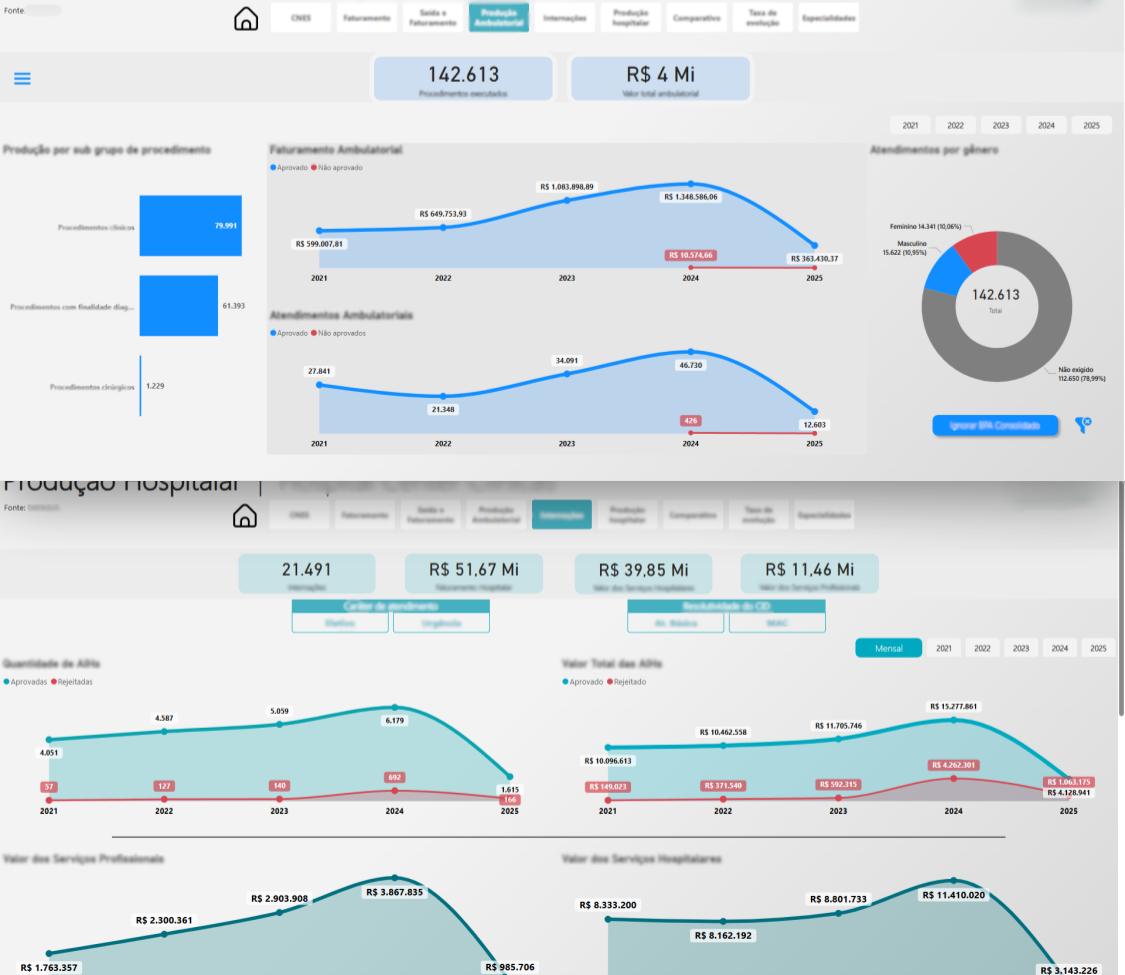 Fonte:
CNES
Faturamento
Saída e
Faturamento
Produção
Ambulatorial
Internações
Produção
hospitalar
Comparativo
Taxa de
evolução
Especialidades
142.613
Procedimentos executados
R$ 4 Mi
Valor total ambulatorial
2021
2022
2023
2024
2025
Produção por sub grupo de procedimento
Procedimentos clínicos
79.991
Procedimentos com finalidade diag...
61.393
Procedimentos cirúrgicos
1.229
Faturamento Ambulatorial
Aprovado
Não aprovado
R$ 599.007,81
R$ 649.753,93
R$ 1.083.898,89
R$ 1.348.586,06
R$ 363.430,37
R$ 10.574,66
2021
2022
2023
2024
2025
Atendimentos Ambulatoriais
Aprovado
Não aprovados
27.841
21.348
34.091
46.730
12.603
426
2021
2022
2023
2024
2025
Atendimentos por gênero
Feminino 14.341 (10,06%)
Masculino
15.622 (10,95%)
142.613
Total
Não exigido
112.650 (78,99%)
Ignorar BPA Consolidado
Produção Hospitalar |
Fonte:
CNES
Faturamento
Saída e
Faturamento
Produção
Ambulatorial
Internações
Produção
hospitalar
Comparativo
Taxa de
evolução
Especialidades
21.491
Internações
R$ 51,67 Mi
Faturamento Hospitalar
R$ 39,85 Mi
Valor dos Serviços Hospitalares
R$ 11,46 Mi
Valor dos Serviços Profissionais
Caráter de atendimento
Eletivo
Urgência
Resolutividade do CID
At. Básica
MAC
Mensal
2021
2022
2023
2024
2025
Quantidade de AIHs
Aprovadas
Rejeitadas
4.051
4.587
5.059
6.179
1.615
57
127
140
692
166
2021
2022
2023
2024
2025
Valor Total das AIHs
Aprovado
Rejeitado
R$ 10.096.613
R$ 10.462.558
R$ 11.705.746
R$ 15.277.861
R$ 4.128.941
R$ 149.023
R$ 371.540
R$ 592.315
R$ 4.262.301
R$ 1.063.175
2021
2022
2023
2024
2025
Valor dos Serviços Profissionais
R$ 1.763.357
R$ 2.300.361
R$ 2.903.908
R$ 3.867.835
R$ 985.706
Valor dos Serviços Hospitalares
R$ 8.333.200
R$ 8.162.192
R$ 8.801.733
R$ 11.410.020
R$ 3.143.226